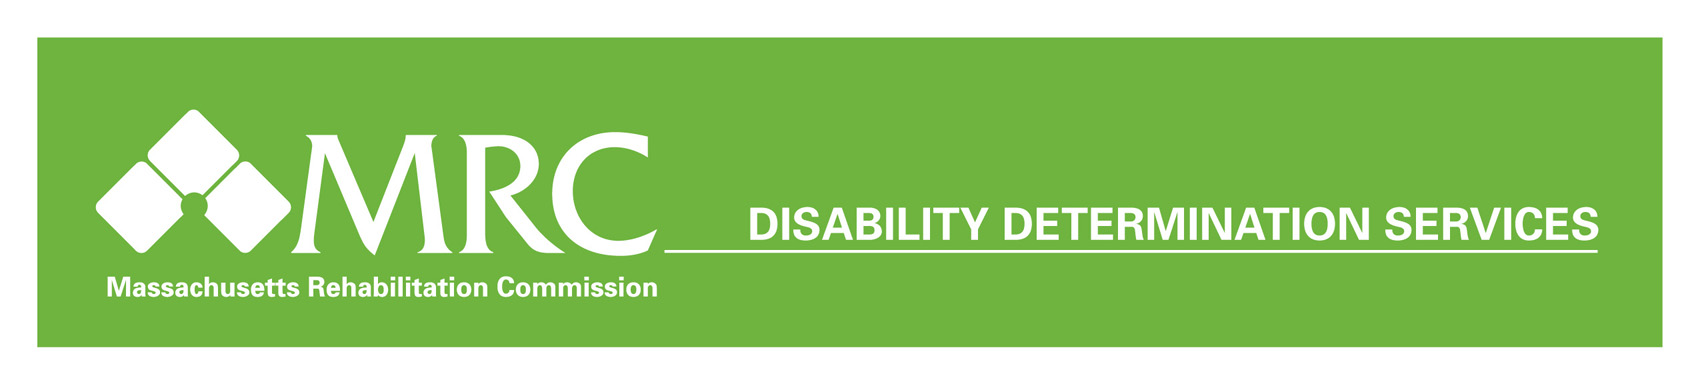 MRC
DISABILITY DETERMINATION SERVICES
Massachusetts Rehabilitation Commission